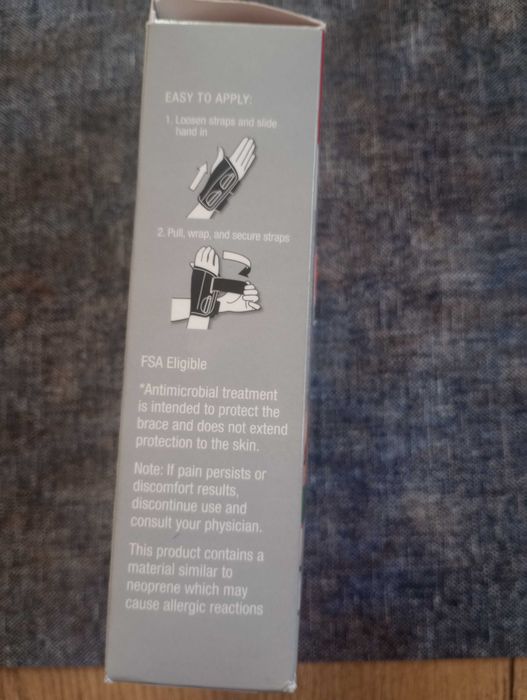 EASY TO APPLY:
1. Loosen straps and slide
hand in
2. Pull, wrap, and secure straps
FSA Eligible
*Antimicrobial treatment
is intended to protect the
brace and does not extend
protection to the skin.
Note: If pain persists or
discomfort results,
discontinue use and
consult your physician.
This product contains a
material similar to
neoprene which may
cause allergic reactions